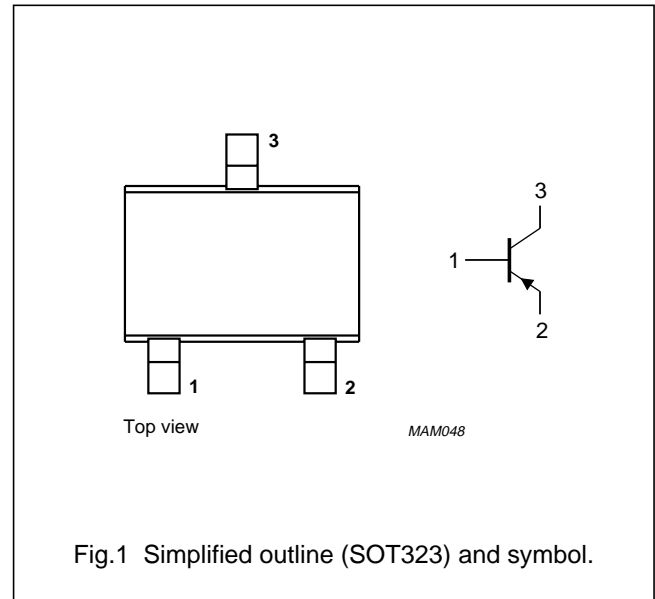 3
3
1
1
2
2
Top view
MAM048
Fig.1 Simplified outline (SOT323) and symbol.